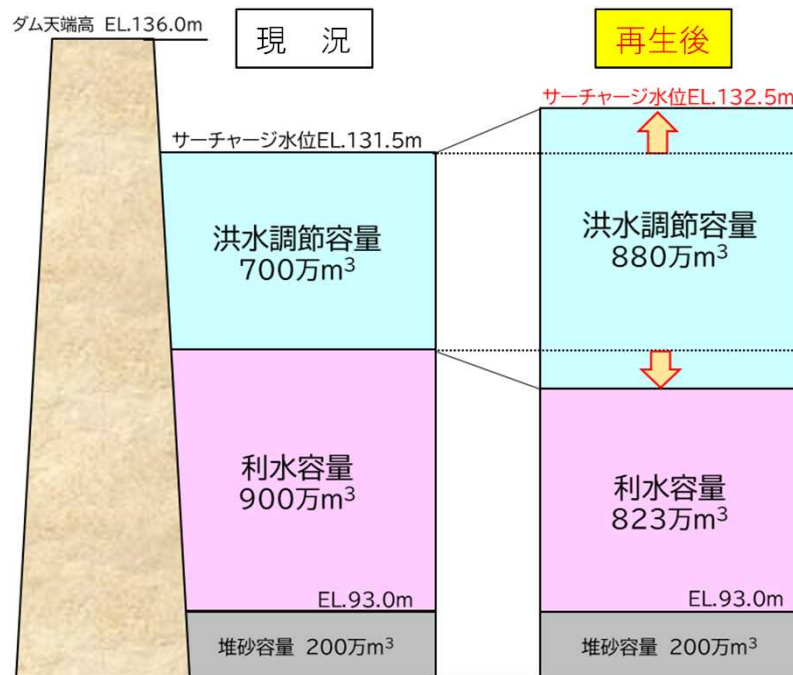 ダム天端高 EL.136.0m
現　況
再生後
サーチャージ水位EL.131.5m
サーチャージ水位EL.132.5m
洪水調節容量
700万m³
洪水調節容量
880万m³
利水容量
900万m³
利水容量
823万m³
EL.93.0m
EL.93.0m
堆砂容量 200万m³
堆砂容量 200万m³